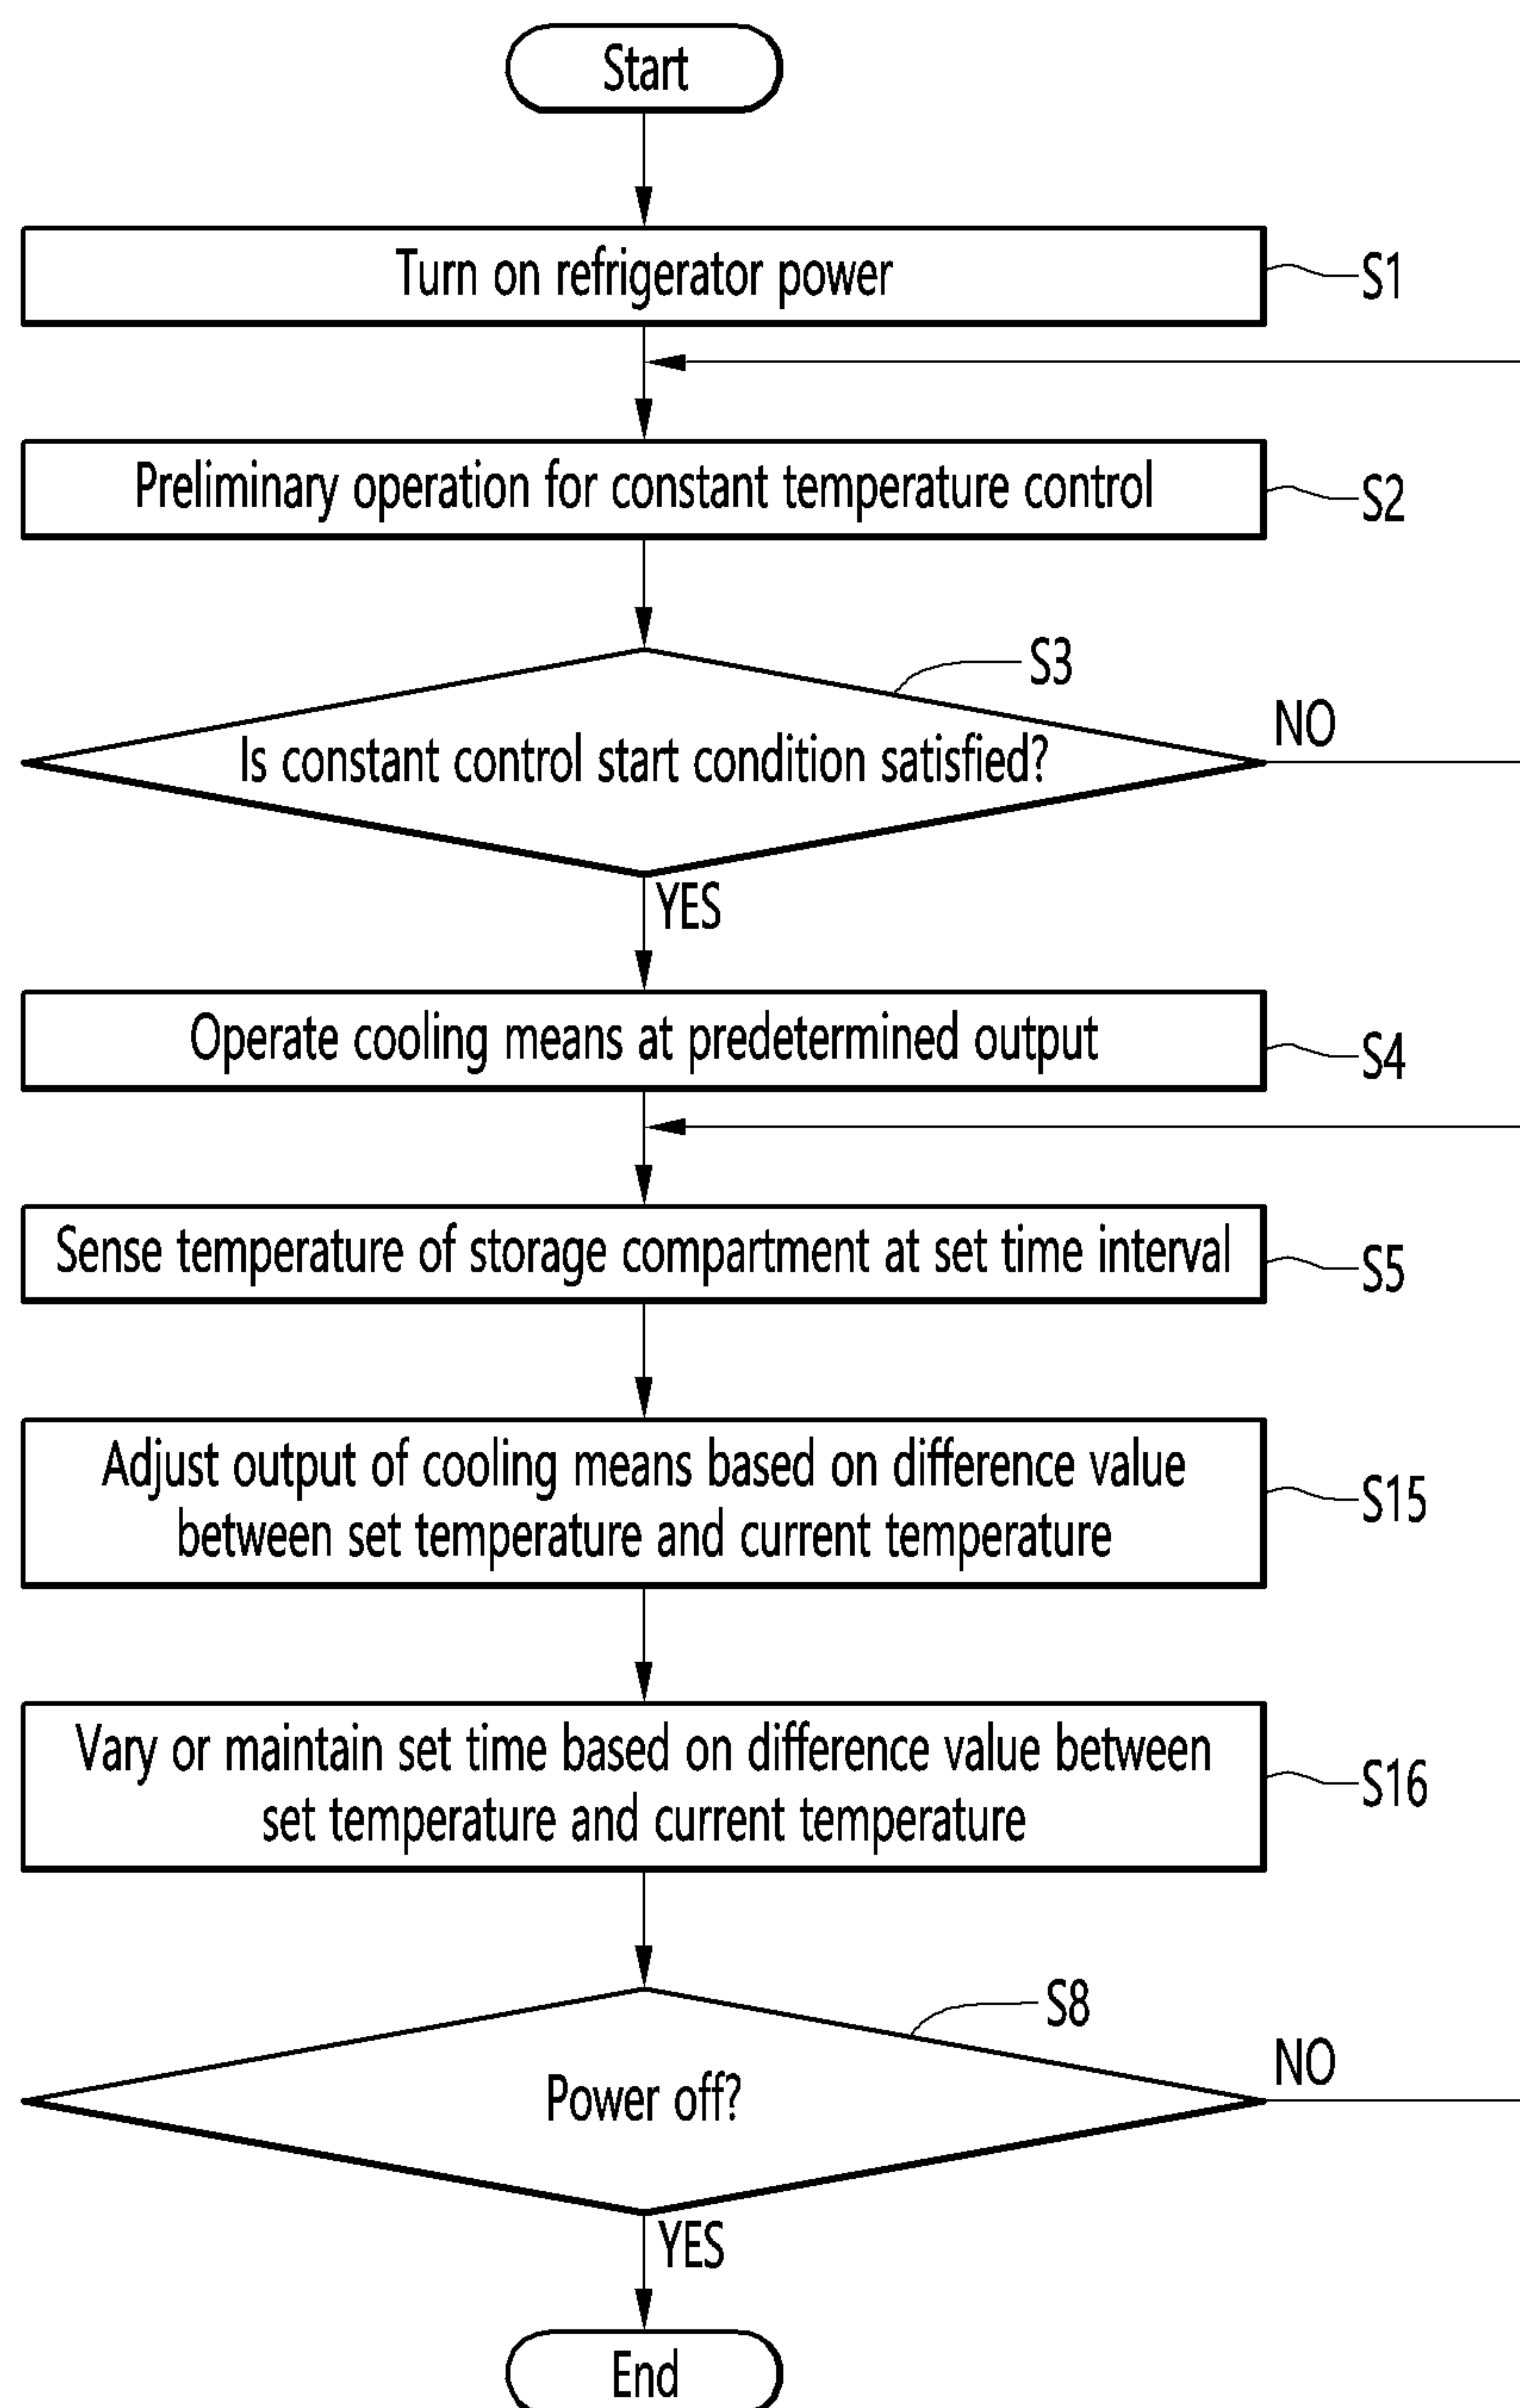 Start
Turn on refrigerator power
S1
Preliminary operation for constant temperature control
S2
S3
Is constant control start condition satisfied?
NO
YES
Operate cooling means at predetermined output
S4
Sense temperature of storage compartment at set time interval
S5
Adjust output of cooling means based on difference value
between set temperature and current temperature
S15
Vary or maintain set time based on difference value between
set temperature and current temperature
S16
S8
Power off?
NO
YES
End